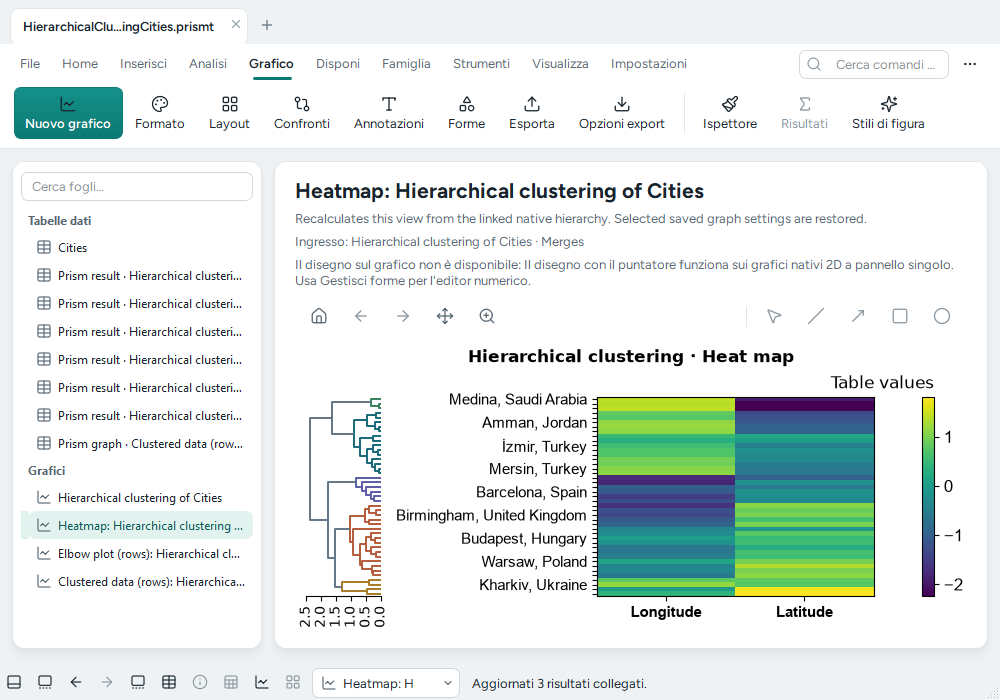 HierarchicalClu...ingCities.prismt
File Home Inserisci Analisi Grafico Disponi Famiglia Strumenti Visualizza Impostazioni Cerca comandi ...
Nuovo grafico Formato Layout Confronti Annotazioni Forme Esporta Opzioni export Ispettore Risultati Stili di figura
Cerca fogli...
Tabelle dati
Cities
Prism result · Hierarchical clusteri...
Prism result · Hierarchical clusteri...
Prism result · Hierarchical clusteri...
Prism result · Hierarchical clusteri...
Prism result · Hierarchical clusteri...
Prism result · Hierarchical clusteri...
Prism graph · Clustered data (row...
Grafici
Hierarchical clustering of Cities
Heatmap: Hierarchical clustering ...
Elbow plot (rows): Hierarchical cl...
Clustered data (rows): Hierarchica...
Heatmap: Hierarchical clustering of Cities
Recalculates this view from the linked native hierarchy. Selected saved graph settings are restored.
Ingresso: Hierarchical clustering of Cities · Merges
Il disegno sul grafico non è disponibile: Il disegno con il puntatore funziona sui grafici nativi 2D a pannello singolo.
Usa Gestisci forme per l'editor numerico.
Hierarchical clustering · Heat map
Table values
Medina, Saudi Arabia
Amman, Jordan
İzmir, Turkey
Mersin, Turkey
Barcelona, Spain
Birmingham, United Kingdom
Budapest, Hungary
Warsaw, Poland
Kharkiv, Ukraine
1
0
−1
−2
2.5 2.0 1.5 1.0 0.5 0.0
Longitude Latitude
Heatmap: H
Aggiornati 3 risultati collegati.